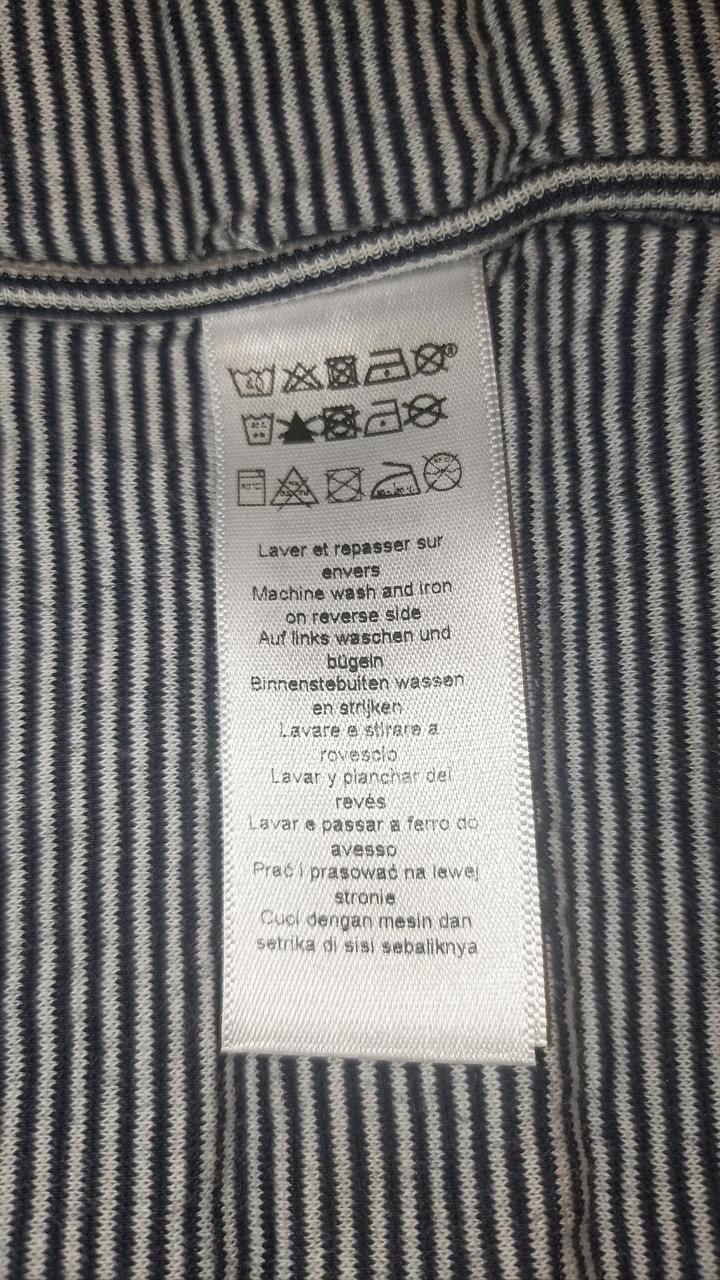 Laver et repasser sur
envers
Machine wash and iron
on reverse side
Auf links waschen und
bügeln
Binnenstebuiten wassen
en strijken
Lavare e stirare a
rovescio
Lavar y planchar del
revés
Lavar e passar a ferro do
avesso
Prać i prasować na lewej
stronie
Cuci dengan mesin dan
setrika di sisi sebaliknya